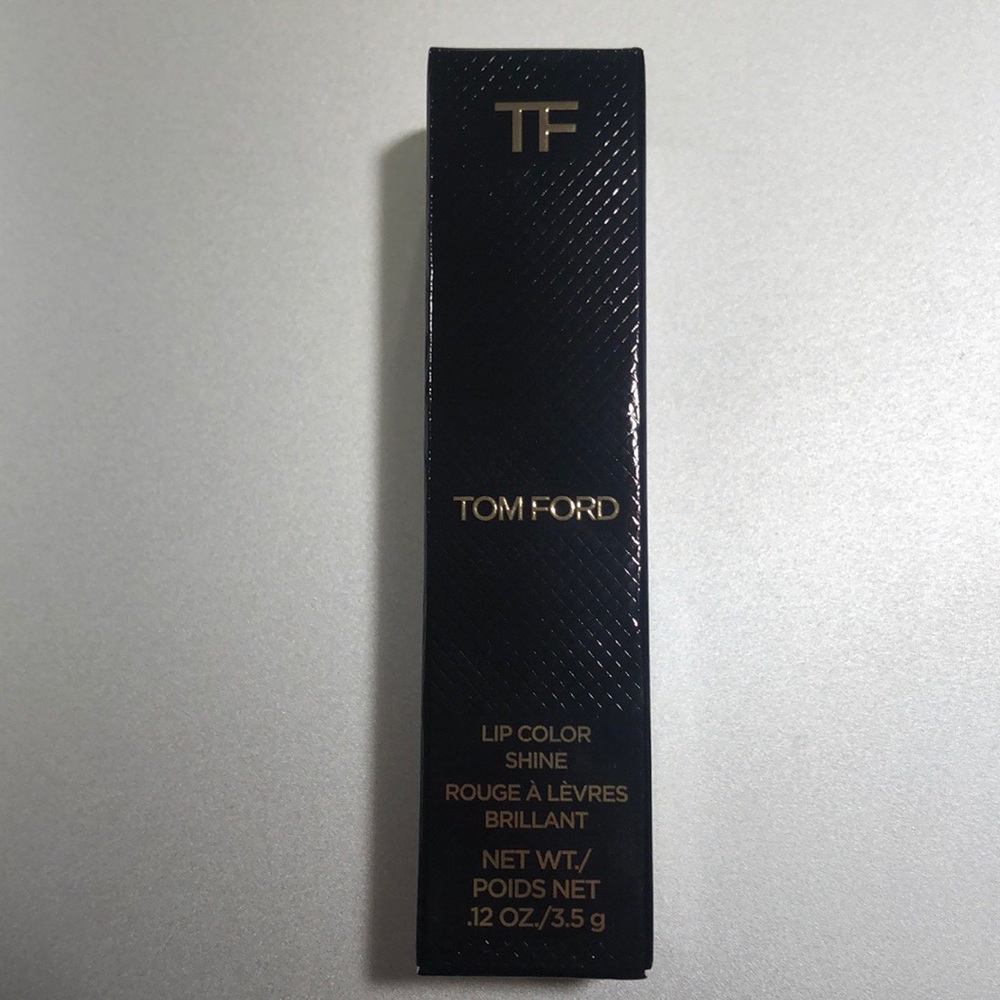 TF
TOM FORD
LIP COLOR
SHINE
ROUGE À LÈVRES
BRILLANT
NET WT./
POIDS NET
.12 OZ./3.5 g